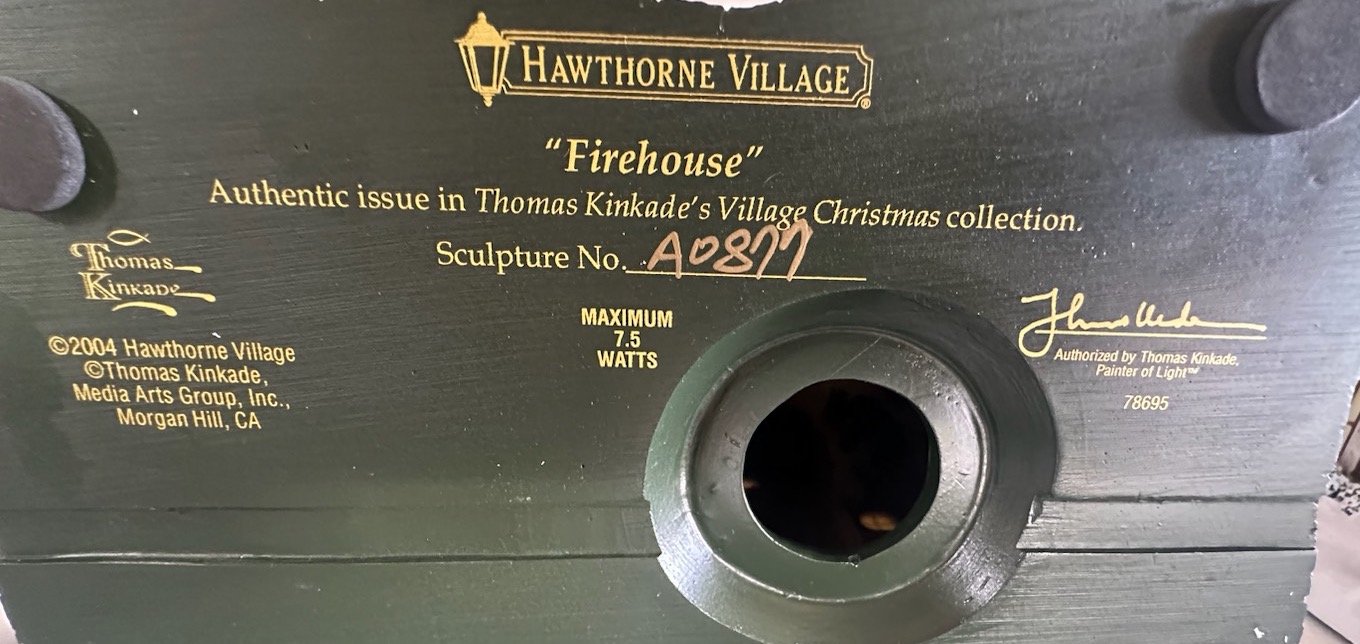 HAWTHORNE VILLAGE®
“Firehouse”
Authentic issue in Thomas Kinkade's Village Christmas collection.
Sculpture No. A0877
Thomas
Kinkade
MAXIMUM
7.5
WATTS
©2004 Hawthorne Village
©Thomas Kinkade,
Media Arts Group, Inc.,
Morgan Hill, CA
Authorized by Thomas Kinkade,
Painter of Light™
78695